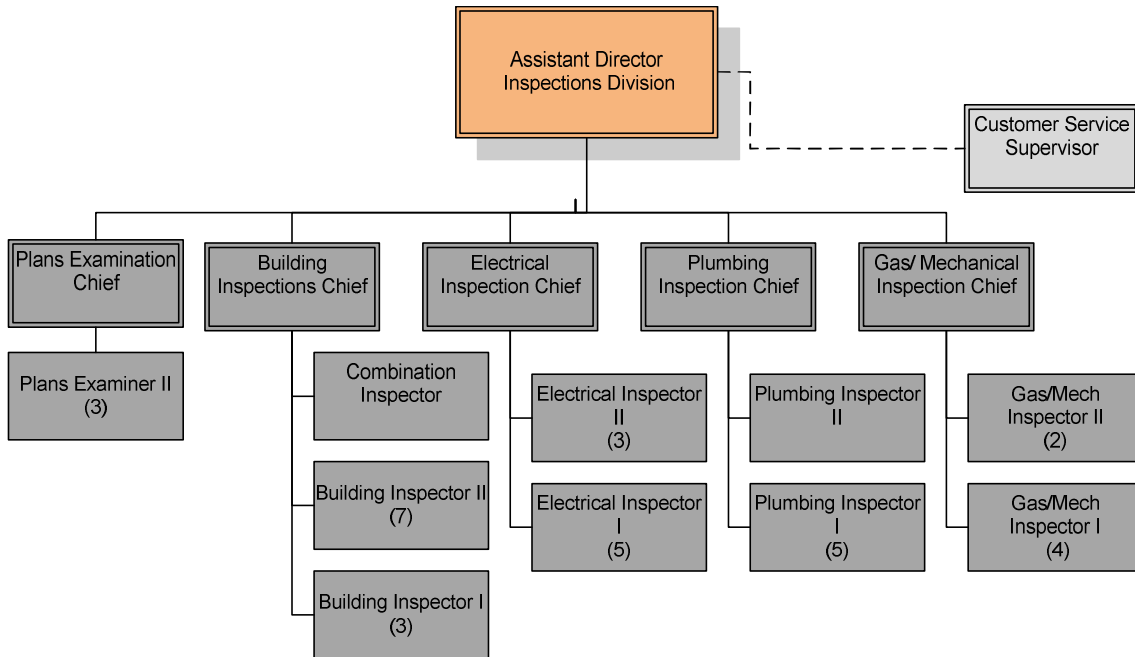 Assistant Director
Inspections Division
Customer Service
Supervisor
Plans Examination
Chief
Building
Inspections Chief
Electrical
Inspection Chief
Plumbing
Inspection Chief
Gas/ Mechanical
Inspection Chief
Plans Examiner II
(3)
Combination
Inspector
Building Inspector II
(7)
Building Inspector I
(3)
Electrical Inspector
II
(3)
Electrical Inspector
I
(5)
Plumbing Inspector
II
Plumbing Inspector
I
(5)
Gas/Mech
Inspector II
(2)
Gas/Mech
Inspector I
(4)